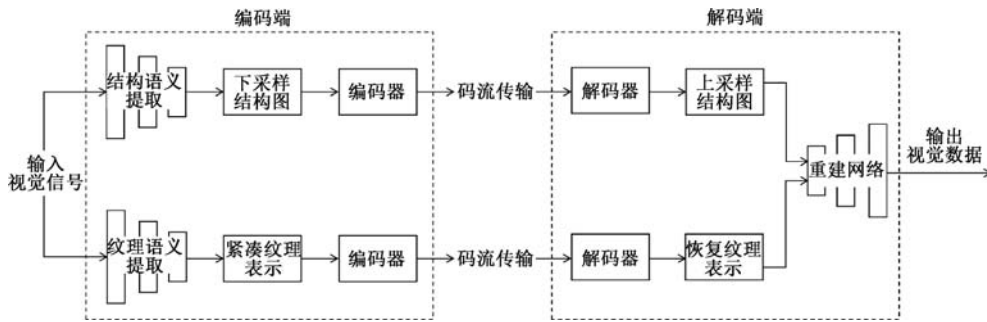 编码端
解码端
结构语义
提取
下采样
结构图
编码器
码流传输
解码器
上采样
结构图
输入
视觉信号
重建网络
输出
视觉数据
纹理语义
提取
紧凑纹理
表示
编码器
码流传输
解码器
恢复纹理
表示